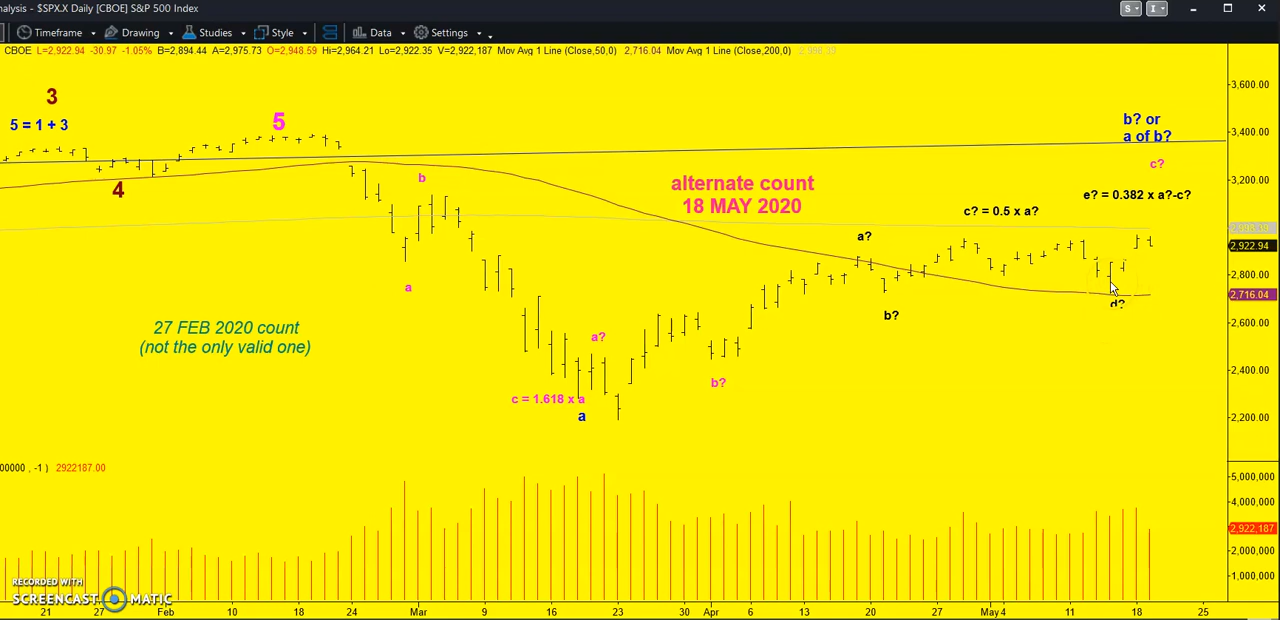 nalysis - $SPX.X Daily [CBOE] S&P 500 Index
S I
Timeframe Drawing Studies Style Data Settings
CBOE L=2,922.94 -30.97 -1.05% B=2,894.44 A=2,975.73 O=2,948.59 Hi=2,964.21 Lo=2,922.35 V=2,922,187 Mov Avg 1 Line (Close,50,0) 2,716.04 Mov Avg 1 Line (Close,200,0)
3,600.00
3
5 = 1 + 3
5
b? or
a of b?
3,400.00
c?
b
4
alternate count
18 MAY 2020
3,200.00
e? = 0.382 x a?-c?
c? = 0.5 x a?
a?
2,922.94
2,800.00
a
2,716.04
d?
b?
27 FEB 2020 count
(not the only valid one)
2,600.00
a?
2,400.00
b?
c = 1.618 x a
a
2,200.00
00000 , -1 ) 2922187.00
5,000,000
4,000,000
2,922,187
2,000,000
1,000,000
RECORDED WITH
SCREENCAST MATIC
21 27 Feb 10 18 24 Mar 9 16 23 30 Apr 6 13 20 27 May 4 11 18 25